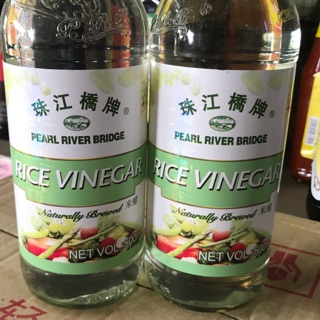 珠江橋牌
PEARL RIVER BRIDGE
RICE VINEGAR
Naturally Brewed 米醋
NET VOL.
珠江橋牌
PEARL RIVER BRIDGE
RICE VINEGAR
Naturally Brewed 米醋
NET VOL.